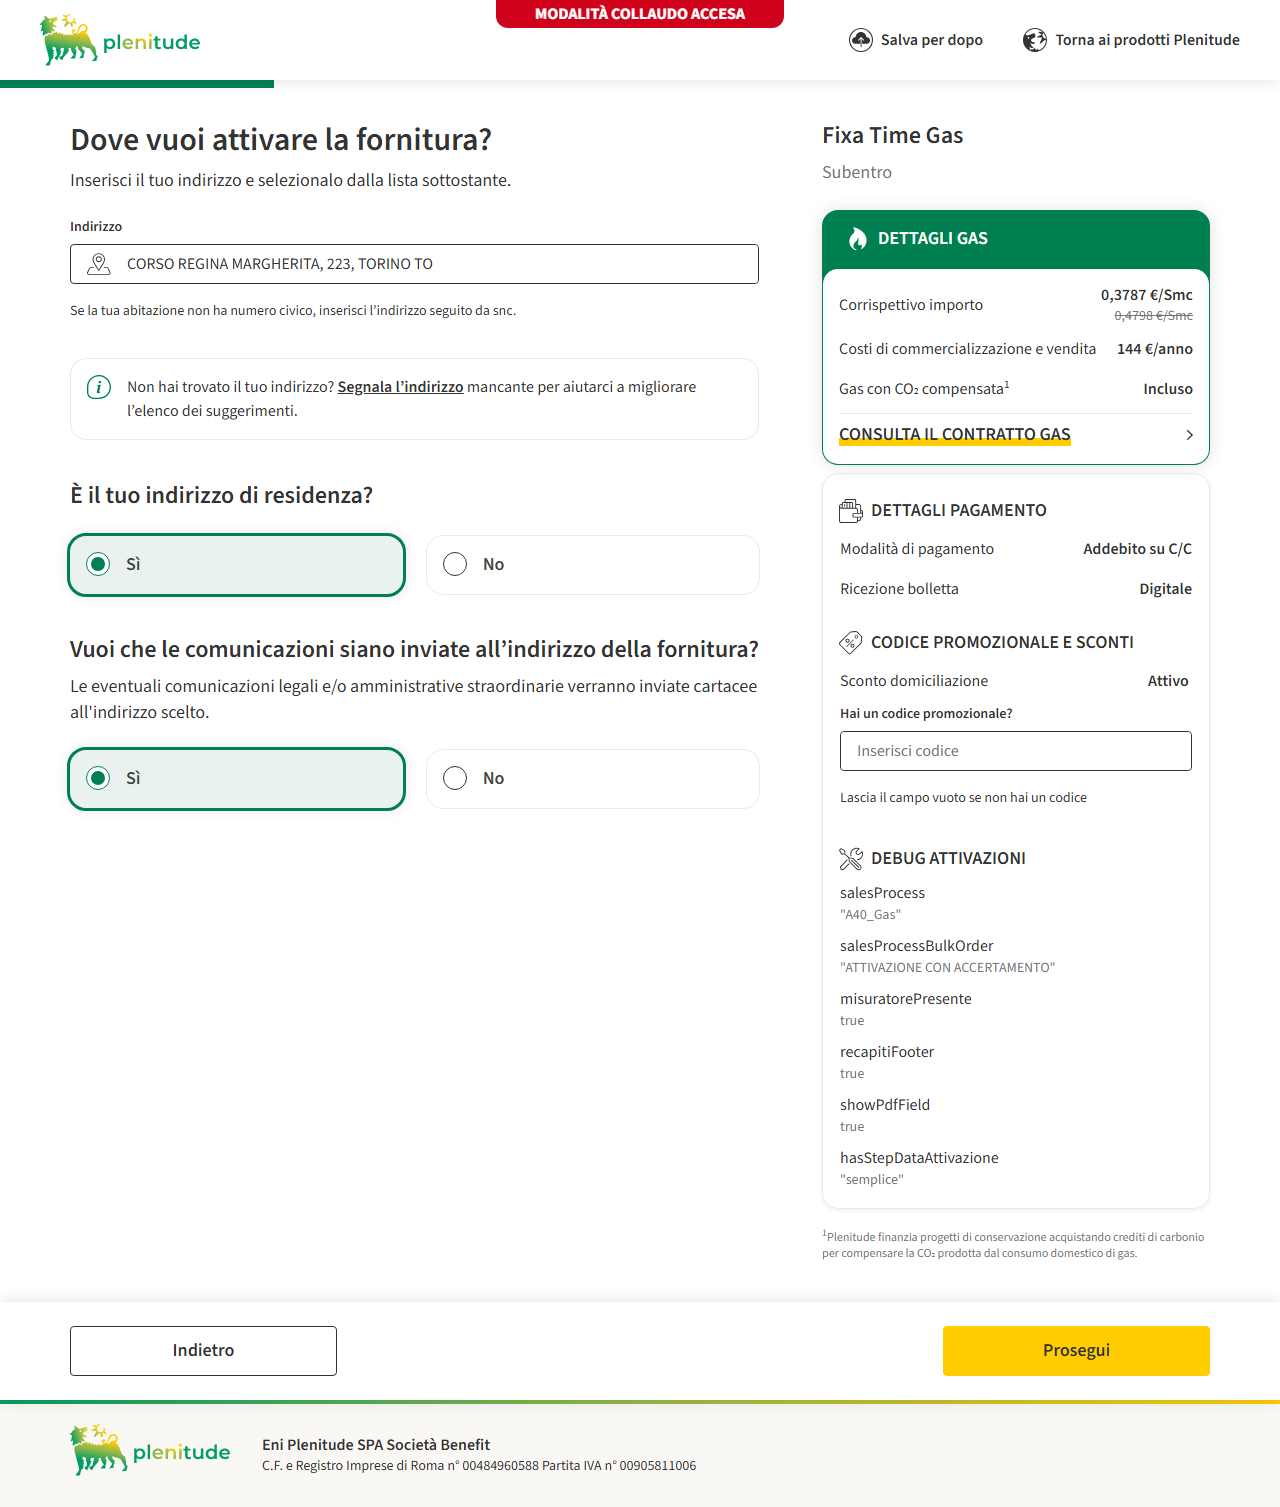 MODALITÀ COLLAUDO ACCESA
plenitude
Salva per dopo
Torna ai prodotti Plenitude
Dove vuoi attivare la fornitura?
Inserisci il tuo indirizzo e selezionalo dalla lista sottostante.
Indirizzo
CORSO REGINA MARGHERITA, 223, TORINO TO
Se la tua abitazione non ha numero civico, inserisci l’indirizzo seguito da snc.
Non hai trovato il tuo indirizzo? Segnala l’indirizzo mancante per aiutarci a migliorare
l’elenco dei suggerimenti.
È il tuo indirizzo di residenza?
Sì
No
Vuoi che le comunicazioni siano inviate all’indirizzo della fornitura?
Le eventuali comunicazioni legali e/o amministrative straordinarie verranno inviate cartacee
all'indirizzo scelto.
Sì
No
Fixa Time Gas
Subentro
DETTAGLI GAS
Corrispettivo importo
0,3787 €/Smc
0,4798 €/Smc
Costi di commercializzazione e vendita
144 €/anno
Gas con CO₂ compensata¹
Incluso
CONSULTA IL CONTRATTO GAS
DETTAGLI PAGAMENTO
Modalità di pagamento
Addebito su C/C
Ricezione bolletta
Digitale
CODICE PROMOZIONALE E SCONTI
Sconto domiciliazione
Attivo
Hai un codice promozionale?
Inserisci codice
Lascia il campo vuoto se non hai un codice
DEBUG ATTIVAZIONI
salesProcess
"A40_Gas"
salesProcessBulkOrder
"ATTIVAZIONE CON ACCERTAMENTO"
misuratorePresente
true
recapitiFooter
true
showPdfField
true
hasStepDataAttivazione
"semplice"
¹Plenitude finanzia progetti di conservazione acquistando crediti di carbonio
per compensare la CO₂ prodotta dal consumo domestico di gas.
Indietro
Prosegui
plenitude
Eni Plenitude SPA Società Benefit
C.F. e Registro Imprese di Roma n° 00484960588 Partita IVA n° 00905811006